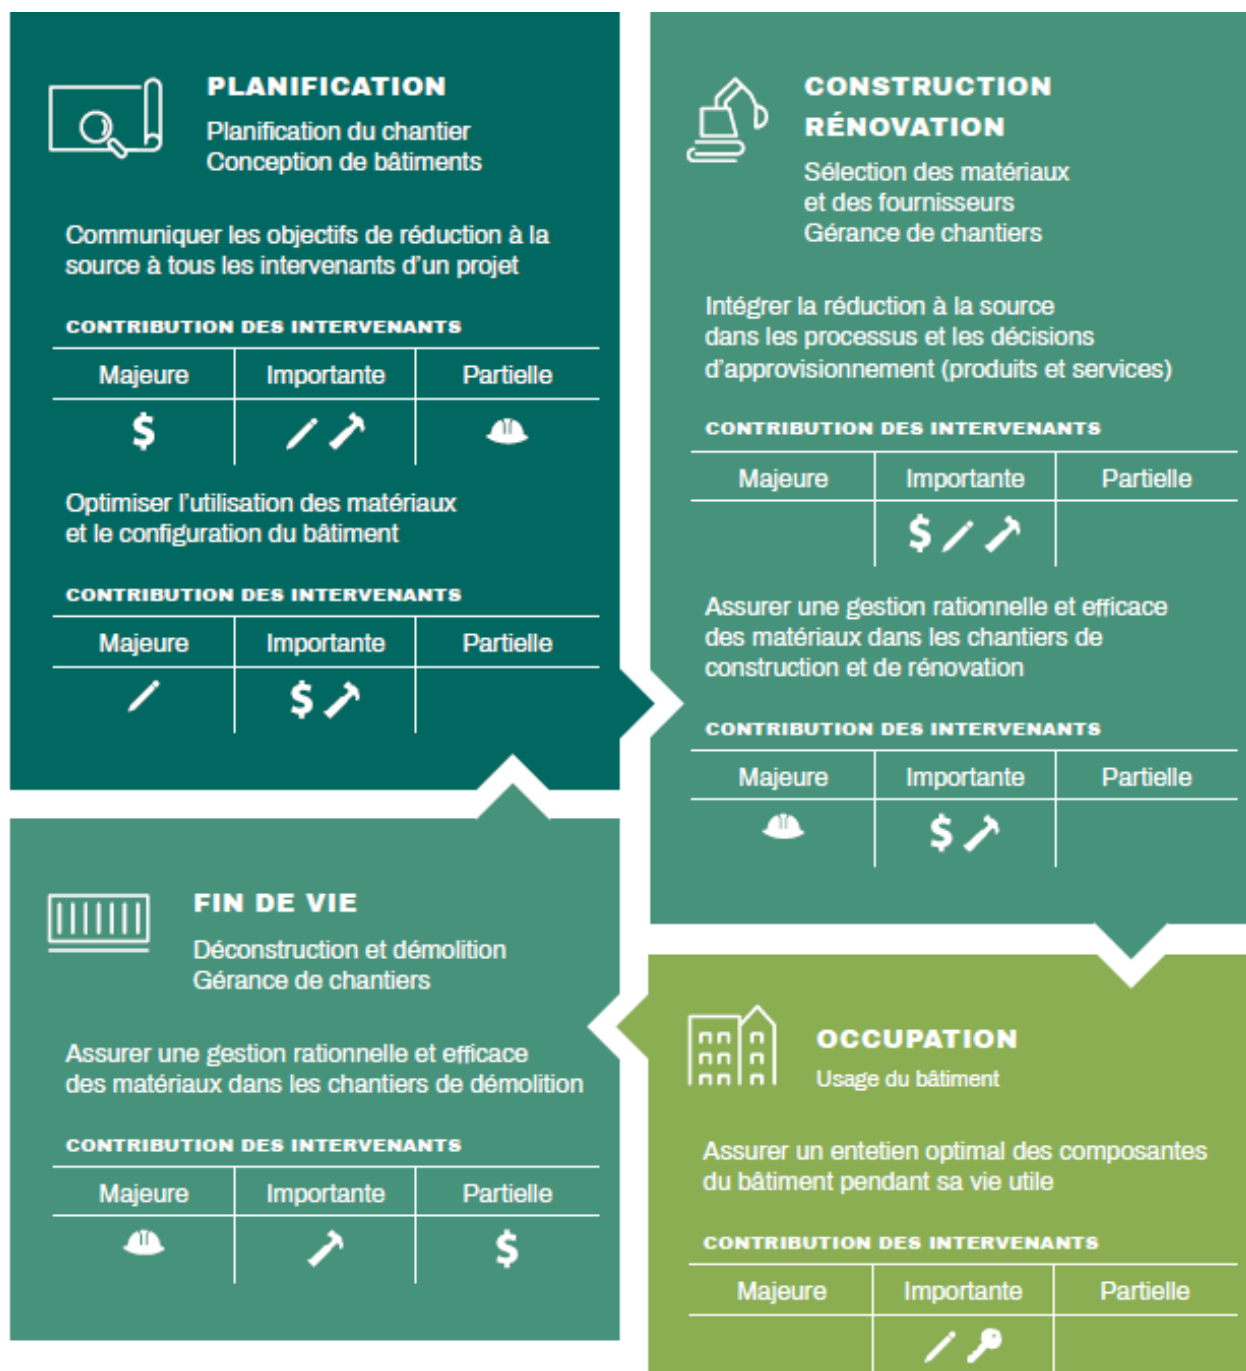 PLANIFICATION
Planification du chantier
Conception de bâtiments
Communiquer les objectifs de réduction à la
source à tous les intervenants d'un projet
CONTRIBUTION DES INTERVENANTS
Majeure Importante Partielle
$
Optimiser l'utilisation des matériaux
et le configuration du bâtiment
CONTRIBUTION DES INTERVENANTS
Majeure Importante Partielle
$
CONSTRUCTION
RÉNOVATION
Sélection des matériaux
et des fournisseurs
Gérance de chantiers
Intégrer la réduction à la source
dans les processus et les décisions
d'approvisionnement (produits et services)
CONTRIBUTION DES INTERVENANTS
Majeure Importante Partielle
$
Assurer une gestion rationnelle et efficace
des matériaux dans les chantiers de
construction et de rénovation
CONTRIBUTION DES INTERVENANTS
Majeure Importante Partielle
$
OCCUPATION
Usage du bâtiment
Assurer un entetien optimal des composantes
du bâtiment pendant sa vie utile
CONTRIBUTION DES INTERVENANTS
Majeure Importante Partielle
FIN DE VIE
Déconstruction et démolition
Gérance de chantiers
Assurer une gestion rationnelle et efficace
des matériaux dans les chantiers de démolition
CONTRIBUTION DES INTERVENANTS
Majeure Importante Partielle
$